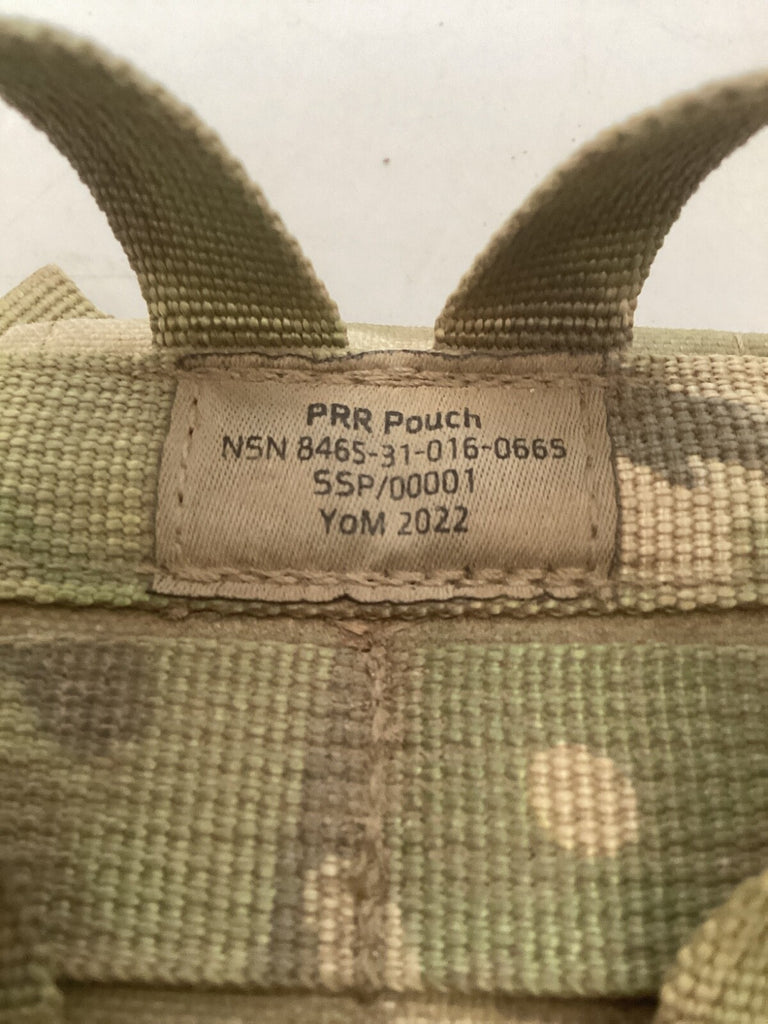 PRR Pouch
NSN 8465-31-016-0665
SSP/00001
YoM 2022